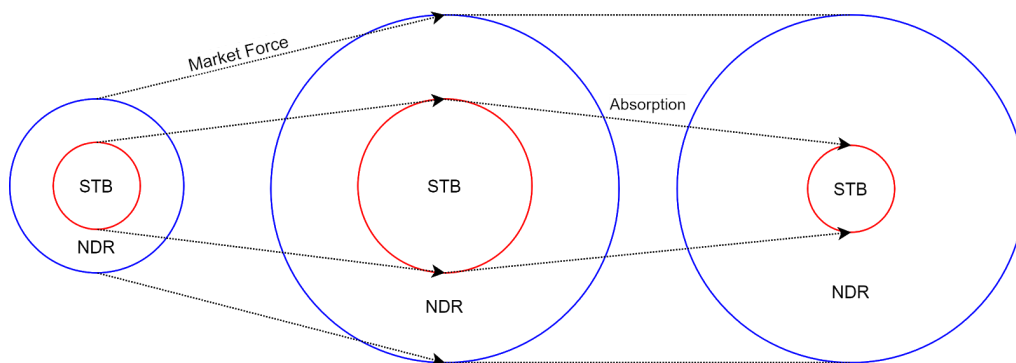 Market Force
Absorption
STB
STB
STB
NDR
NDR
NDR